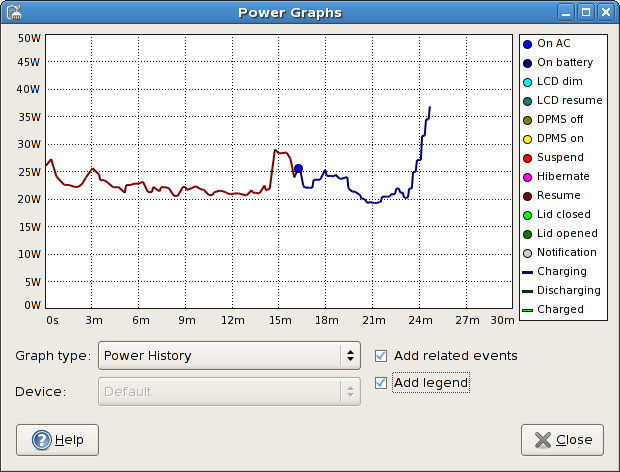 Power Graphs
50W
45W
40W
35W
30W
25W
20W
15W
10W
5W
0W
0s 3m 6m 9m 12m 15m 18m 21m 24m 27m 30m
On AC
On battery
LCD dim
LCD resume
DPMS off
DPMS on
Suspend
Hibernate
Resume
Lid closed
Lid opened
Notification
Charging
Discharging
Charged
Graph type: Power History
Add related events
Device: Default
Add legend
Help
Close